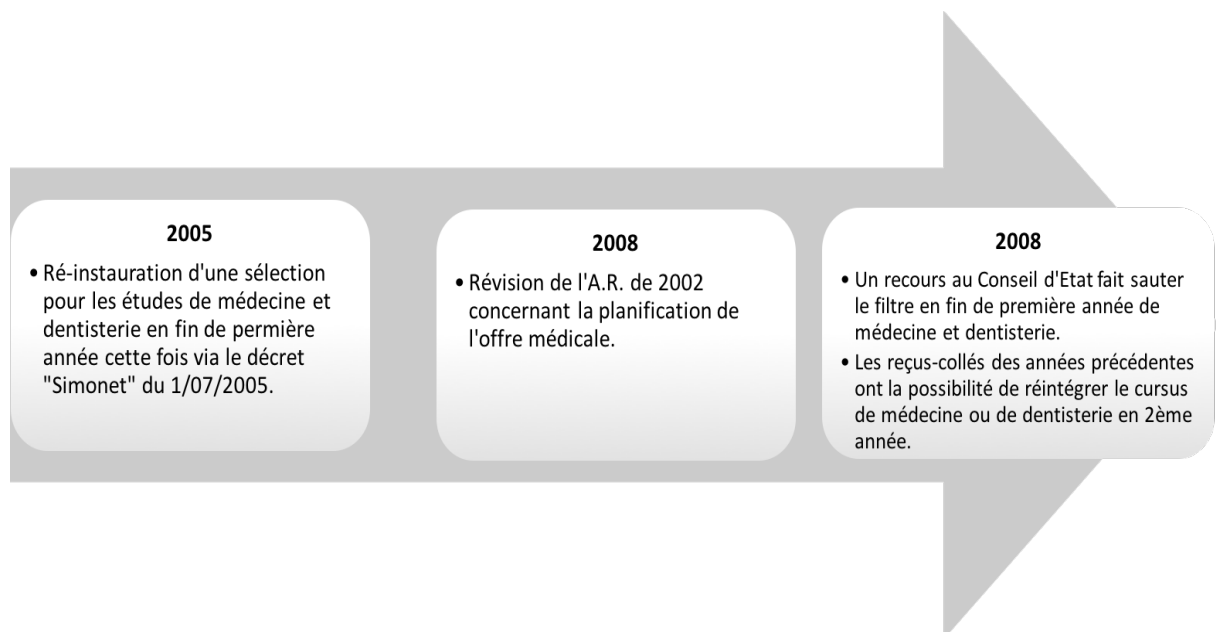 2005
• Ré-instauration d'une sélection
pour les études de médecine et
dentisterie en fin de permière
année cette fois via le décret
"Simonet" du 1/07/2005.
2008
• Révision de l'A.R. de 2002
concernant la planification de
l'offre médicale.
2008
• Un recours au Conseil d'Etat fait sauter
le filtre en fin de première année de
médecine et dentisterie.
• Les reçus-collés des années précédentes
ont la possibilité de réintégrer le cursus
de médecine ou de dentisterie en 2ème
année.